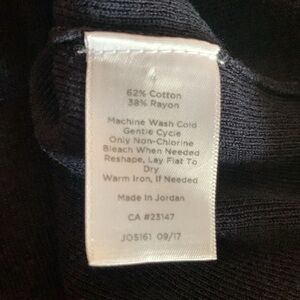 62% Cotton
38% Rayon
Machine Wash Cold
Gentle Cycle
Only Non-Chlorine
Bleach When Needed
Reshape, Lay Flat To
Dry
Warm Iron, If Needed
Made In Jordan
CA #23147
JO5161 09/17